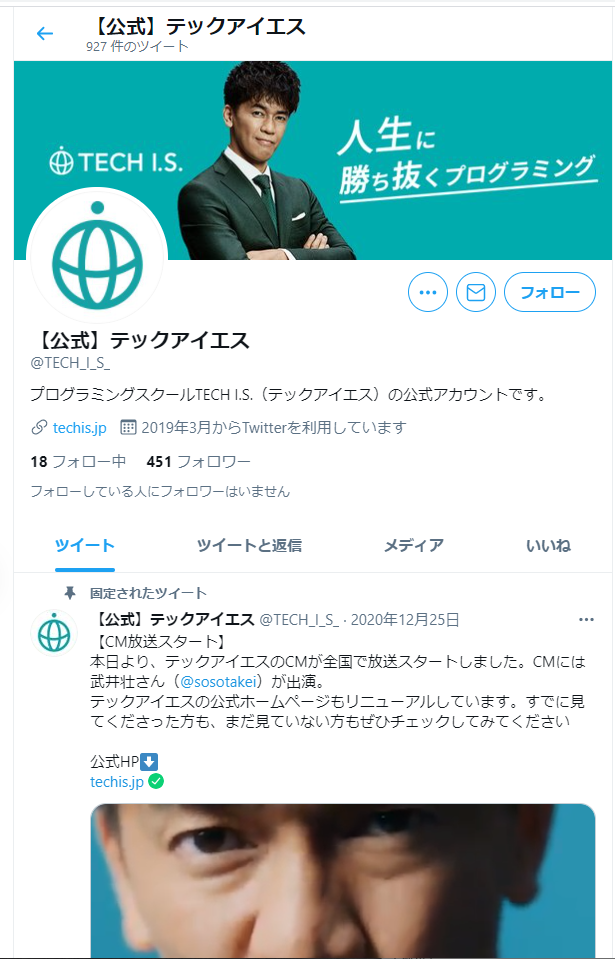 【公式】テックアイエス
927 件のツイート
TECH I.S.
人生に
勝ち抜くプログラミング
フォロー
【公式】テックアイエス
@TECH_I_S_
プログラミングスクールTECH I.S.（テックアイエス）の公式アカウントです。
techis.jp 2019年3月からTwitterを利用しています
18 フォロー中 451 フォロワー
フォローしている人にフォロワーはいません
ツイート ツイートと返信 メディア いいね
固定されたツイート
【公式】テックアイエス @TECH_I_S_ · 2020年12月25日
【CM放送スタート】
本日より、テックアイエスのCMが全国で放送スタートしました。CMには
武井壮さん（@sosotakei）が出演。
テックアイエスの公式ホームページもリニューアルしています。すでに見
てくださった方も、まだ見ていない方もぜひチェックしてみてください
公式HP⬇
techis.jp